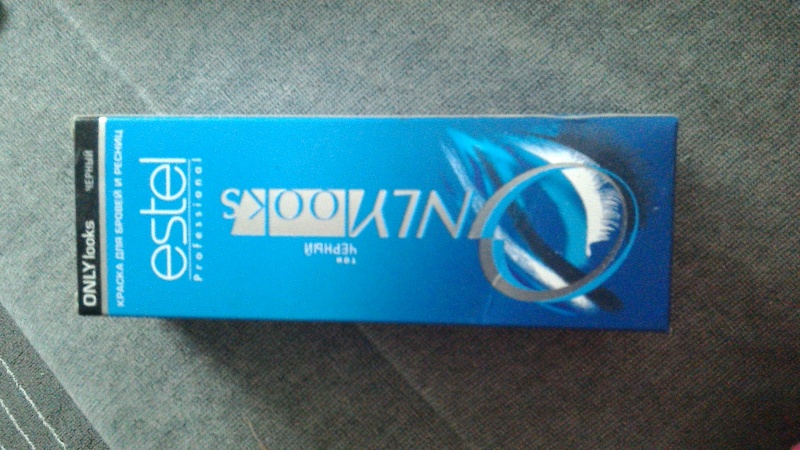 ONLY looks ЧЕРНЫЙ
КРАСКА ДЛЯ БРОВЕЙ И РЕСНИЦ
estel
Professional
ONLY looks
тон
ЧЕРНЫЙ